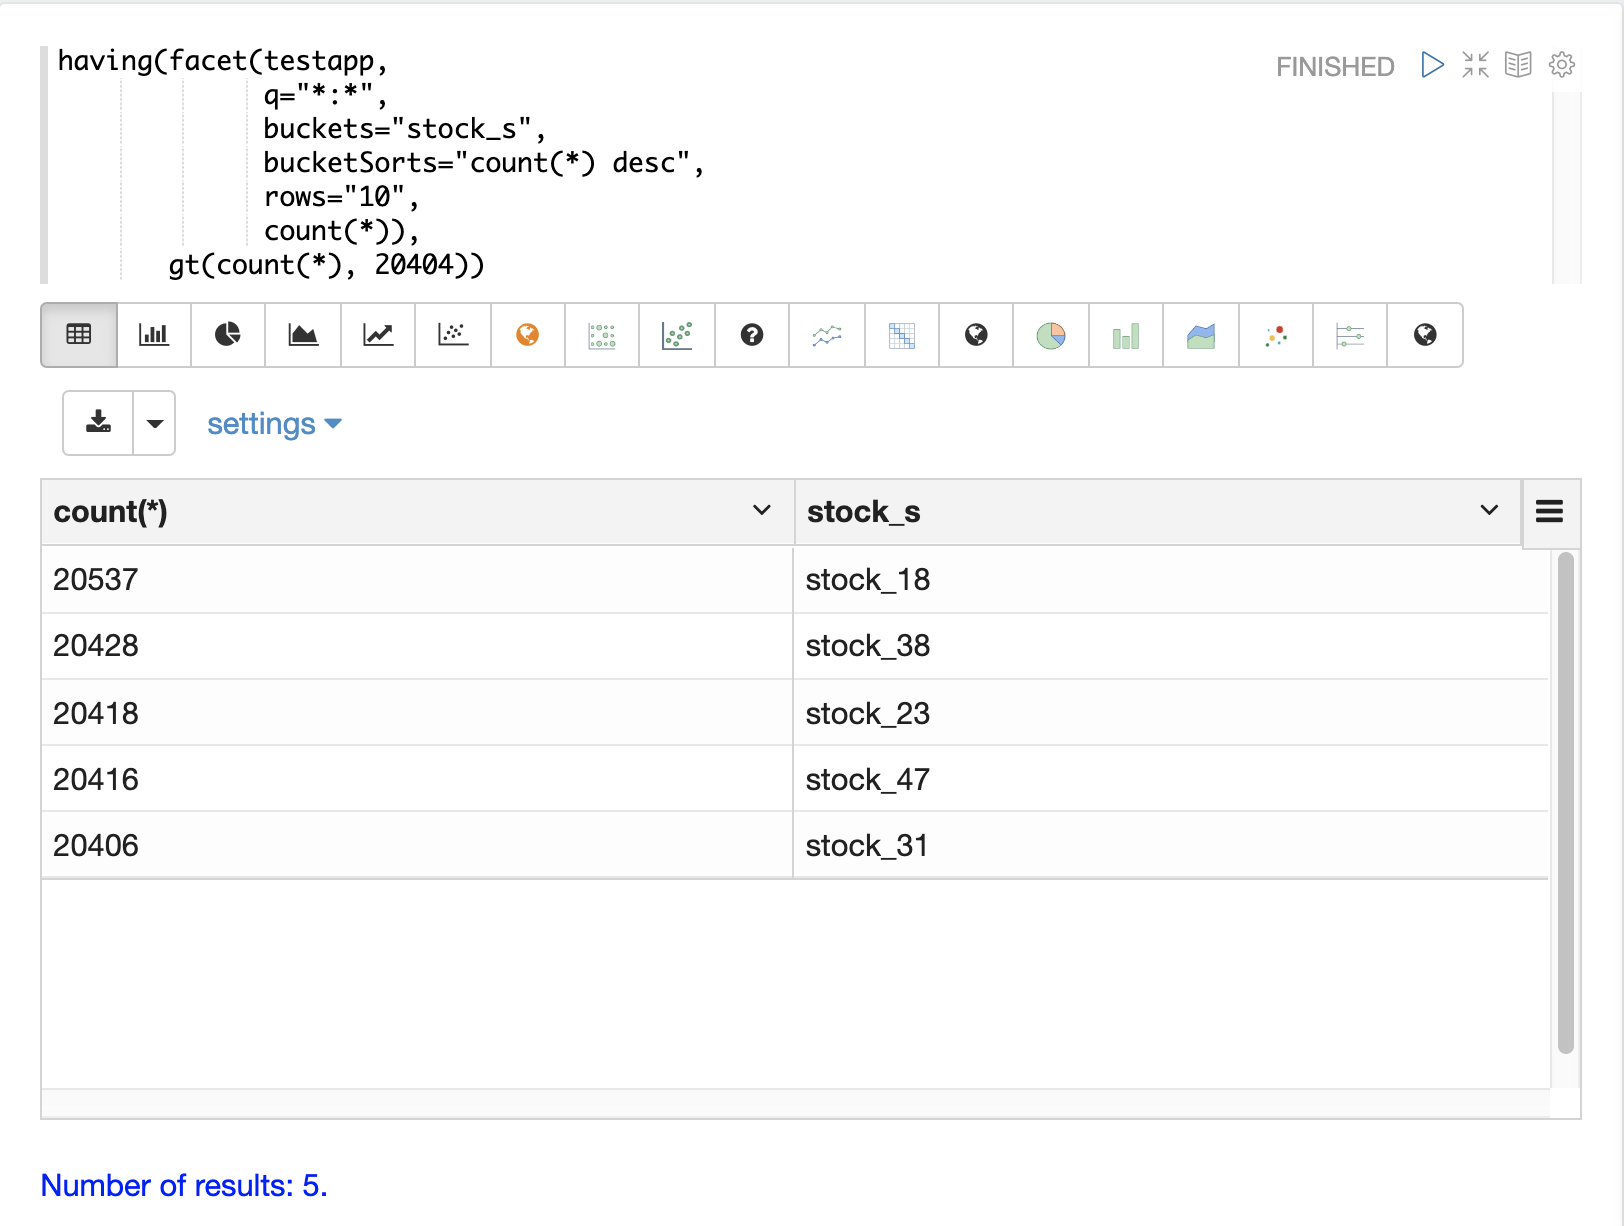 having(facet(testapp,
q="*:*",
buckets="stock_s",
bucketSorts="count(*) desc",
rows="10",
count(*)),
gt(count(*), 20404))
FINISHED
settings
count(*) stock_s
20537 stock_18
20428 stock_38
20418 stock_23
20416 stock_47
20406 stock_31
Number of results: 5.